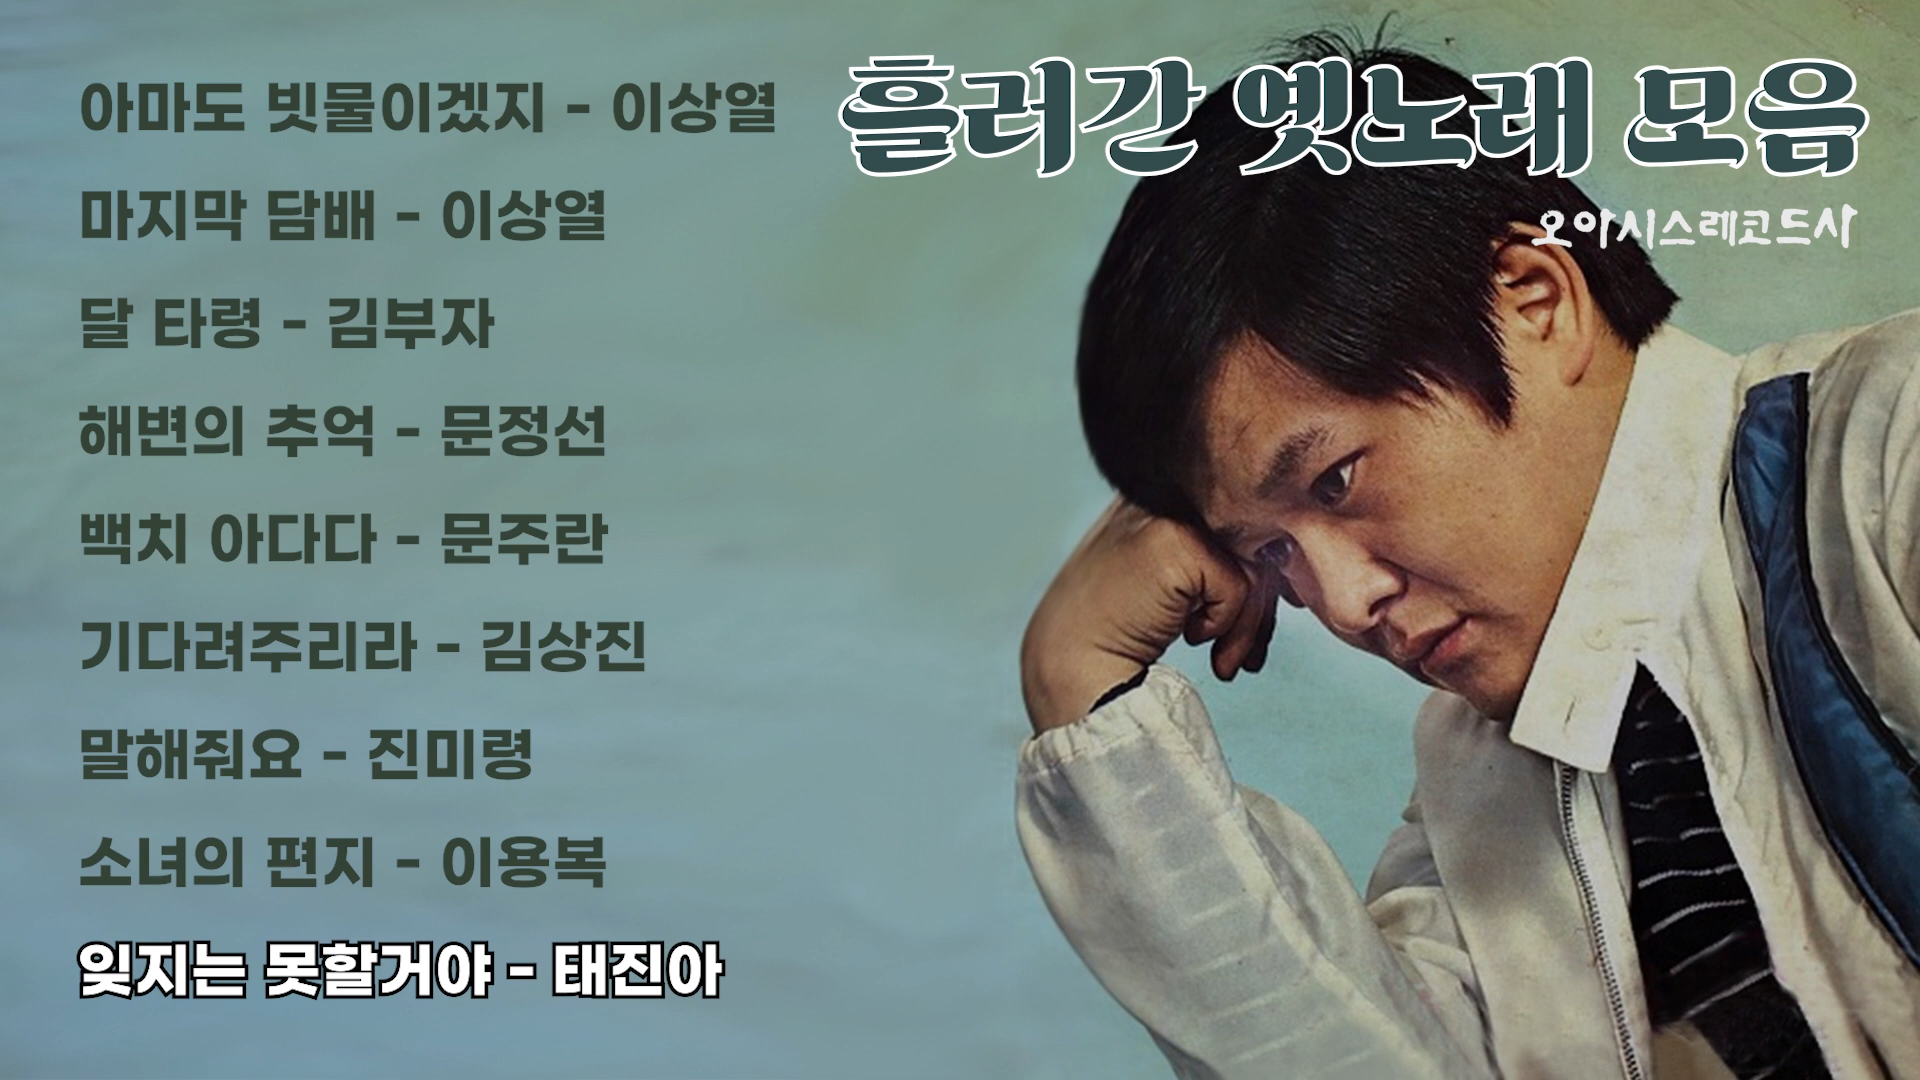 흘러간 옛노래 모음
오아시스레코드사
아마도 빗물이겠지 - 이상열
마지막 담배 - 이상열
달 타령 - 김부자
해변의 추억 - 문정선
백치 아다다 - 문주란
기다려주리라 - 김상진
말해줘요 - 진미령
소녀의 편지 - 이용복
잊지는 못할거야 - 태진아